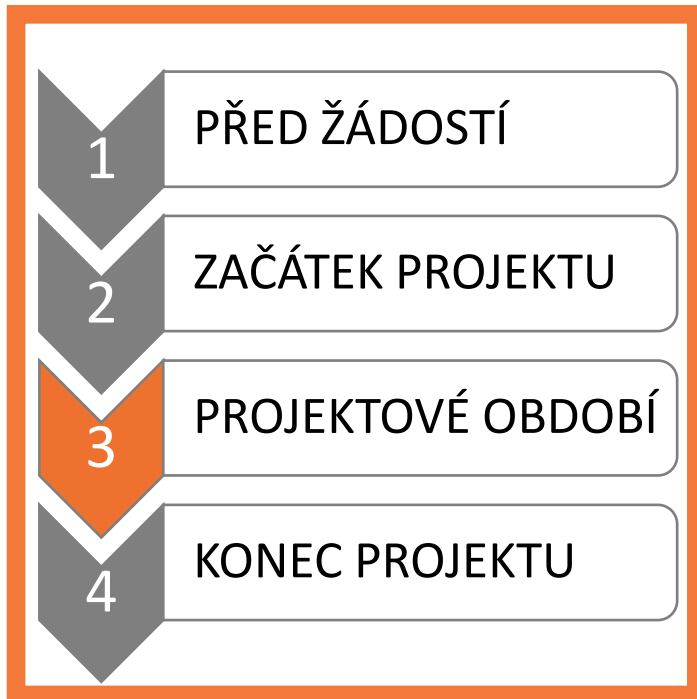 1 PŘED ŽÁDOSTÍ
2 ZAČÁTEK PROJEKTU
3 PROJEKTOVÉ OBDOBÍ
4 KONEC PROJEKTU